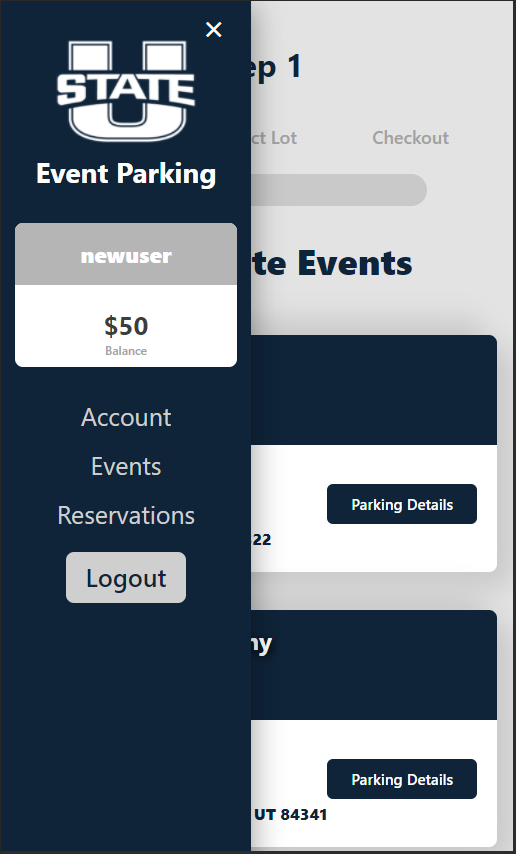 ✕
STATE
U
Event Parking
newuser
$50
Balance
Account
Events
Reservations
Logout
ep 1
ct Lot
Checkout
te Events
Parking Details
22
ny
Parking Details
UT 84341